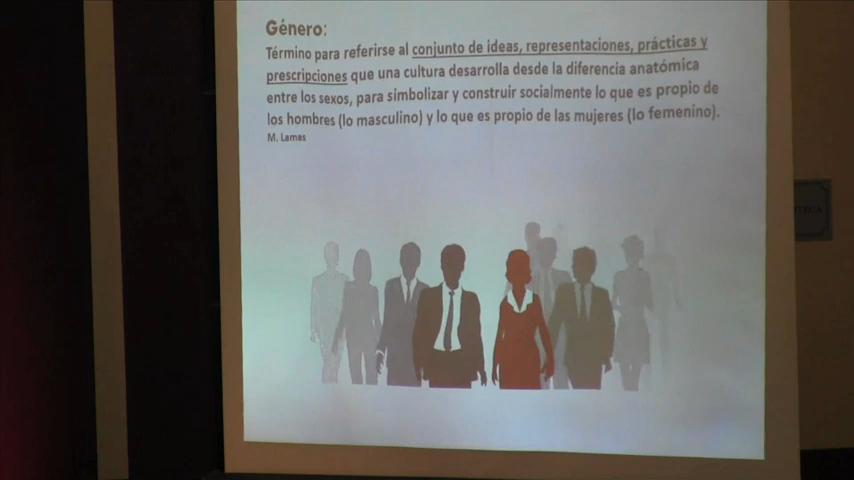 Género:
Término para referirse al conjunto de ideas, representaciones, prácticas y
prescripciones que una cultura desarrolla desde la diferencia anatómica
entre los sexos, para simbolizar y construir socialmente lo que es propio de
los hombres (lo masculino) y lo que es propio de las mujeres (lo femenino).
M. Lamas